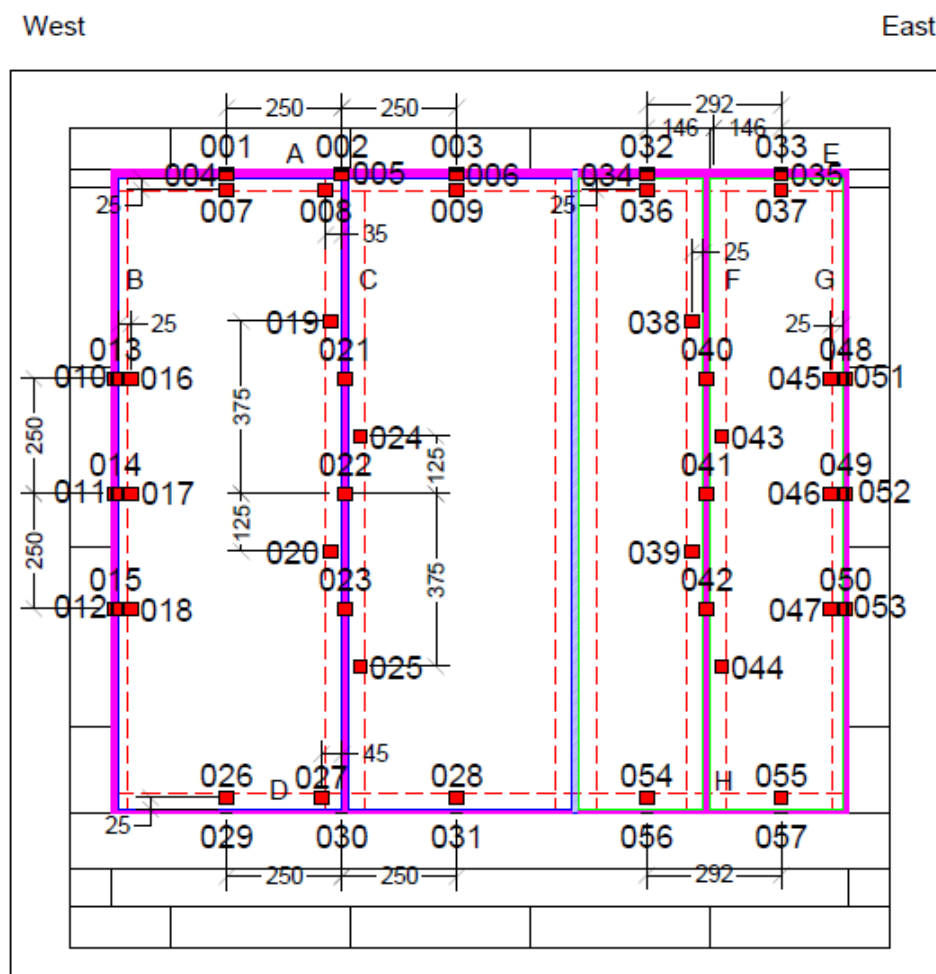 West East
250 250 292
146 146
001 A 002 003 032 033 E
004 005 006 034 035
25 007 008 009 25 036 037
35
25
B C F G
25 019 038 25
013 021 040 048
010 016 375 045 051
250 024 043
014 022 125 041 049
011 017 046 052
250 125 020 039
015 023 375 042 050
012 018 047 053
025 044
45
026 D 027 028 054 H 055
25
029 030 031 056 057
250 250 292